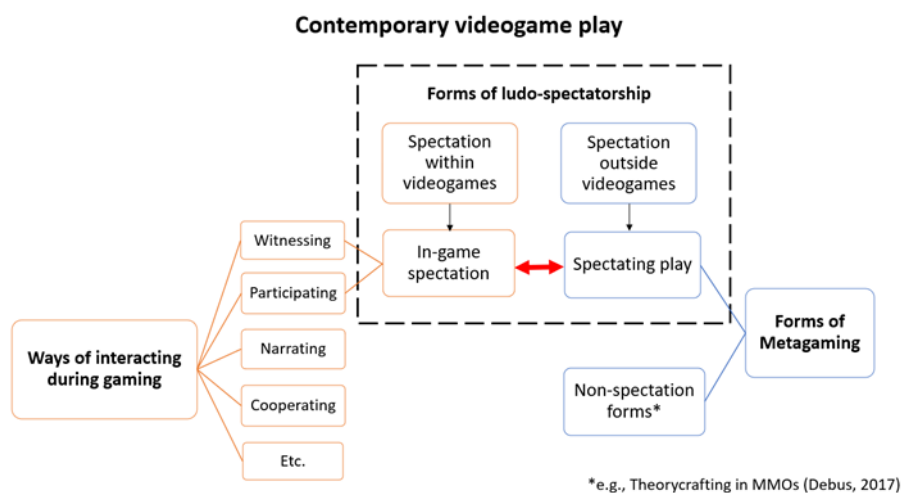 Contemporary videogame play
Forms of ludo-spectatorship
Spectation
within
videogames
Spectation
outside
videogames
Witnessing
In-game
spectation
Spectating play
Participating
Ways of interacting
during gaming
Narrating
Forms of
Metagaming
Cooperating
Non-spectation
forms*
Etc.
*e.g., Theorycrafting in MMOs (Debus, 2017)